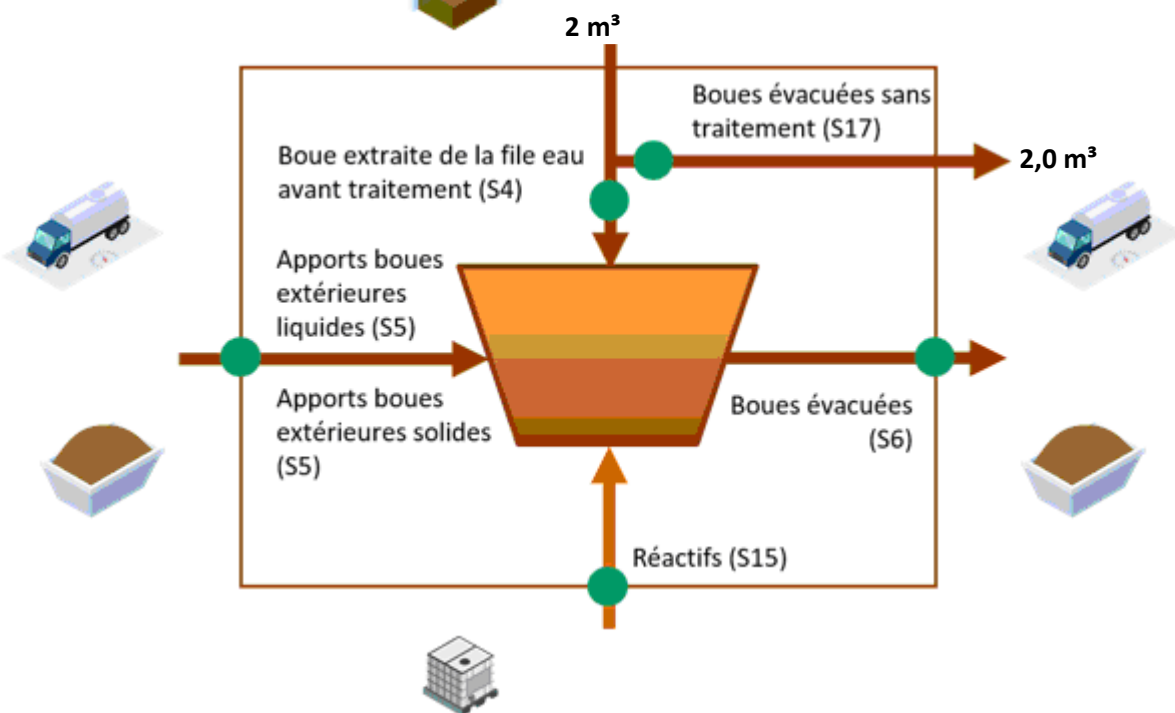 2 m³
Boues évacuées sans
traitement (S17)
2,0 m³
Boue extraite de la file eau
avant traitement (S4)
Apports boues
extérieures
liquides (S5)
Apports boues
extérieures solides
(S5)
Boues évacuées
(S6)
Réactifs (S15)